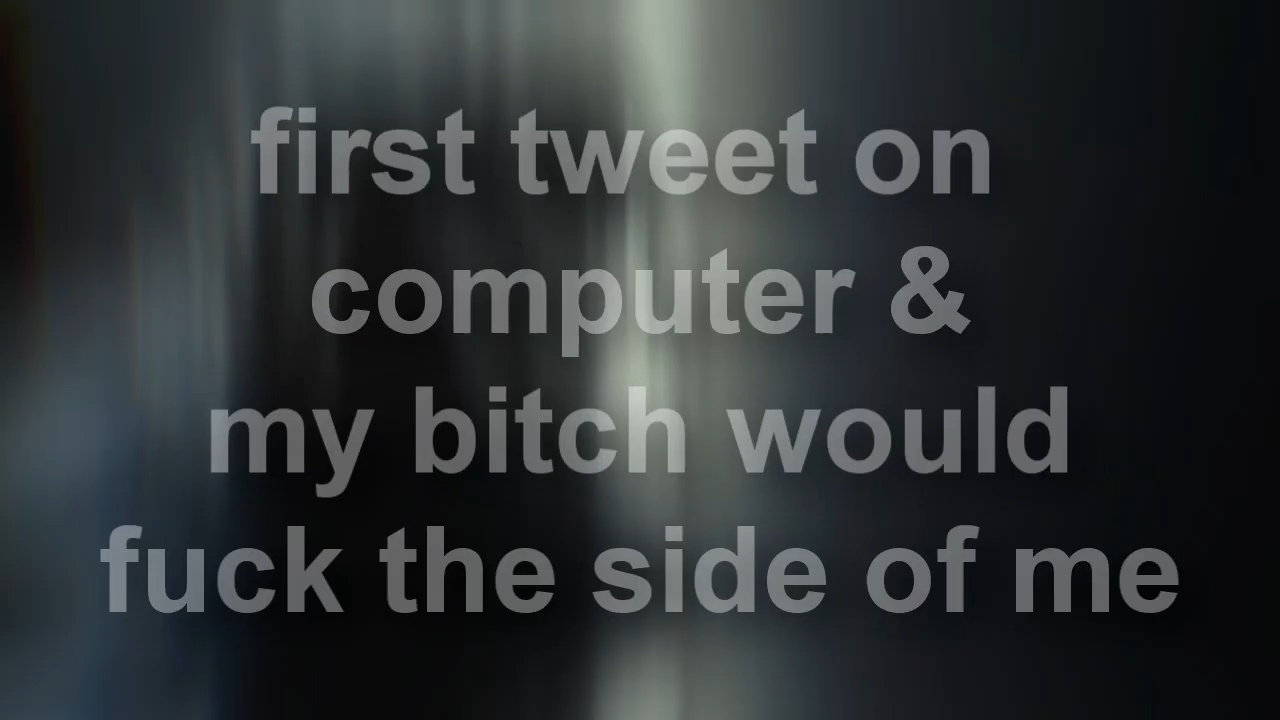 first tweet on
computer &
my bitch would
fuck the side of me